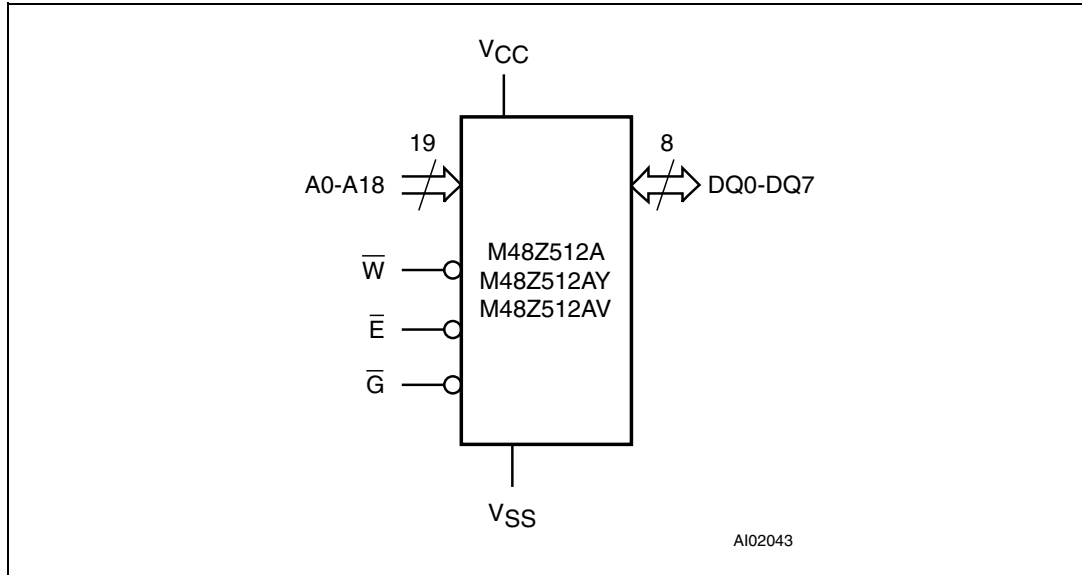 VCC
19
8
A0-A18
DQ0-DQ7
M48Z512A
M48Z512AY
M48Z512AV
W̅
E̅
G̅
VSS
AI02043